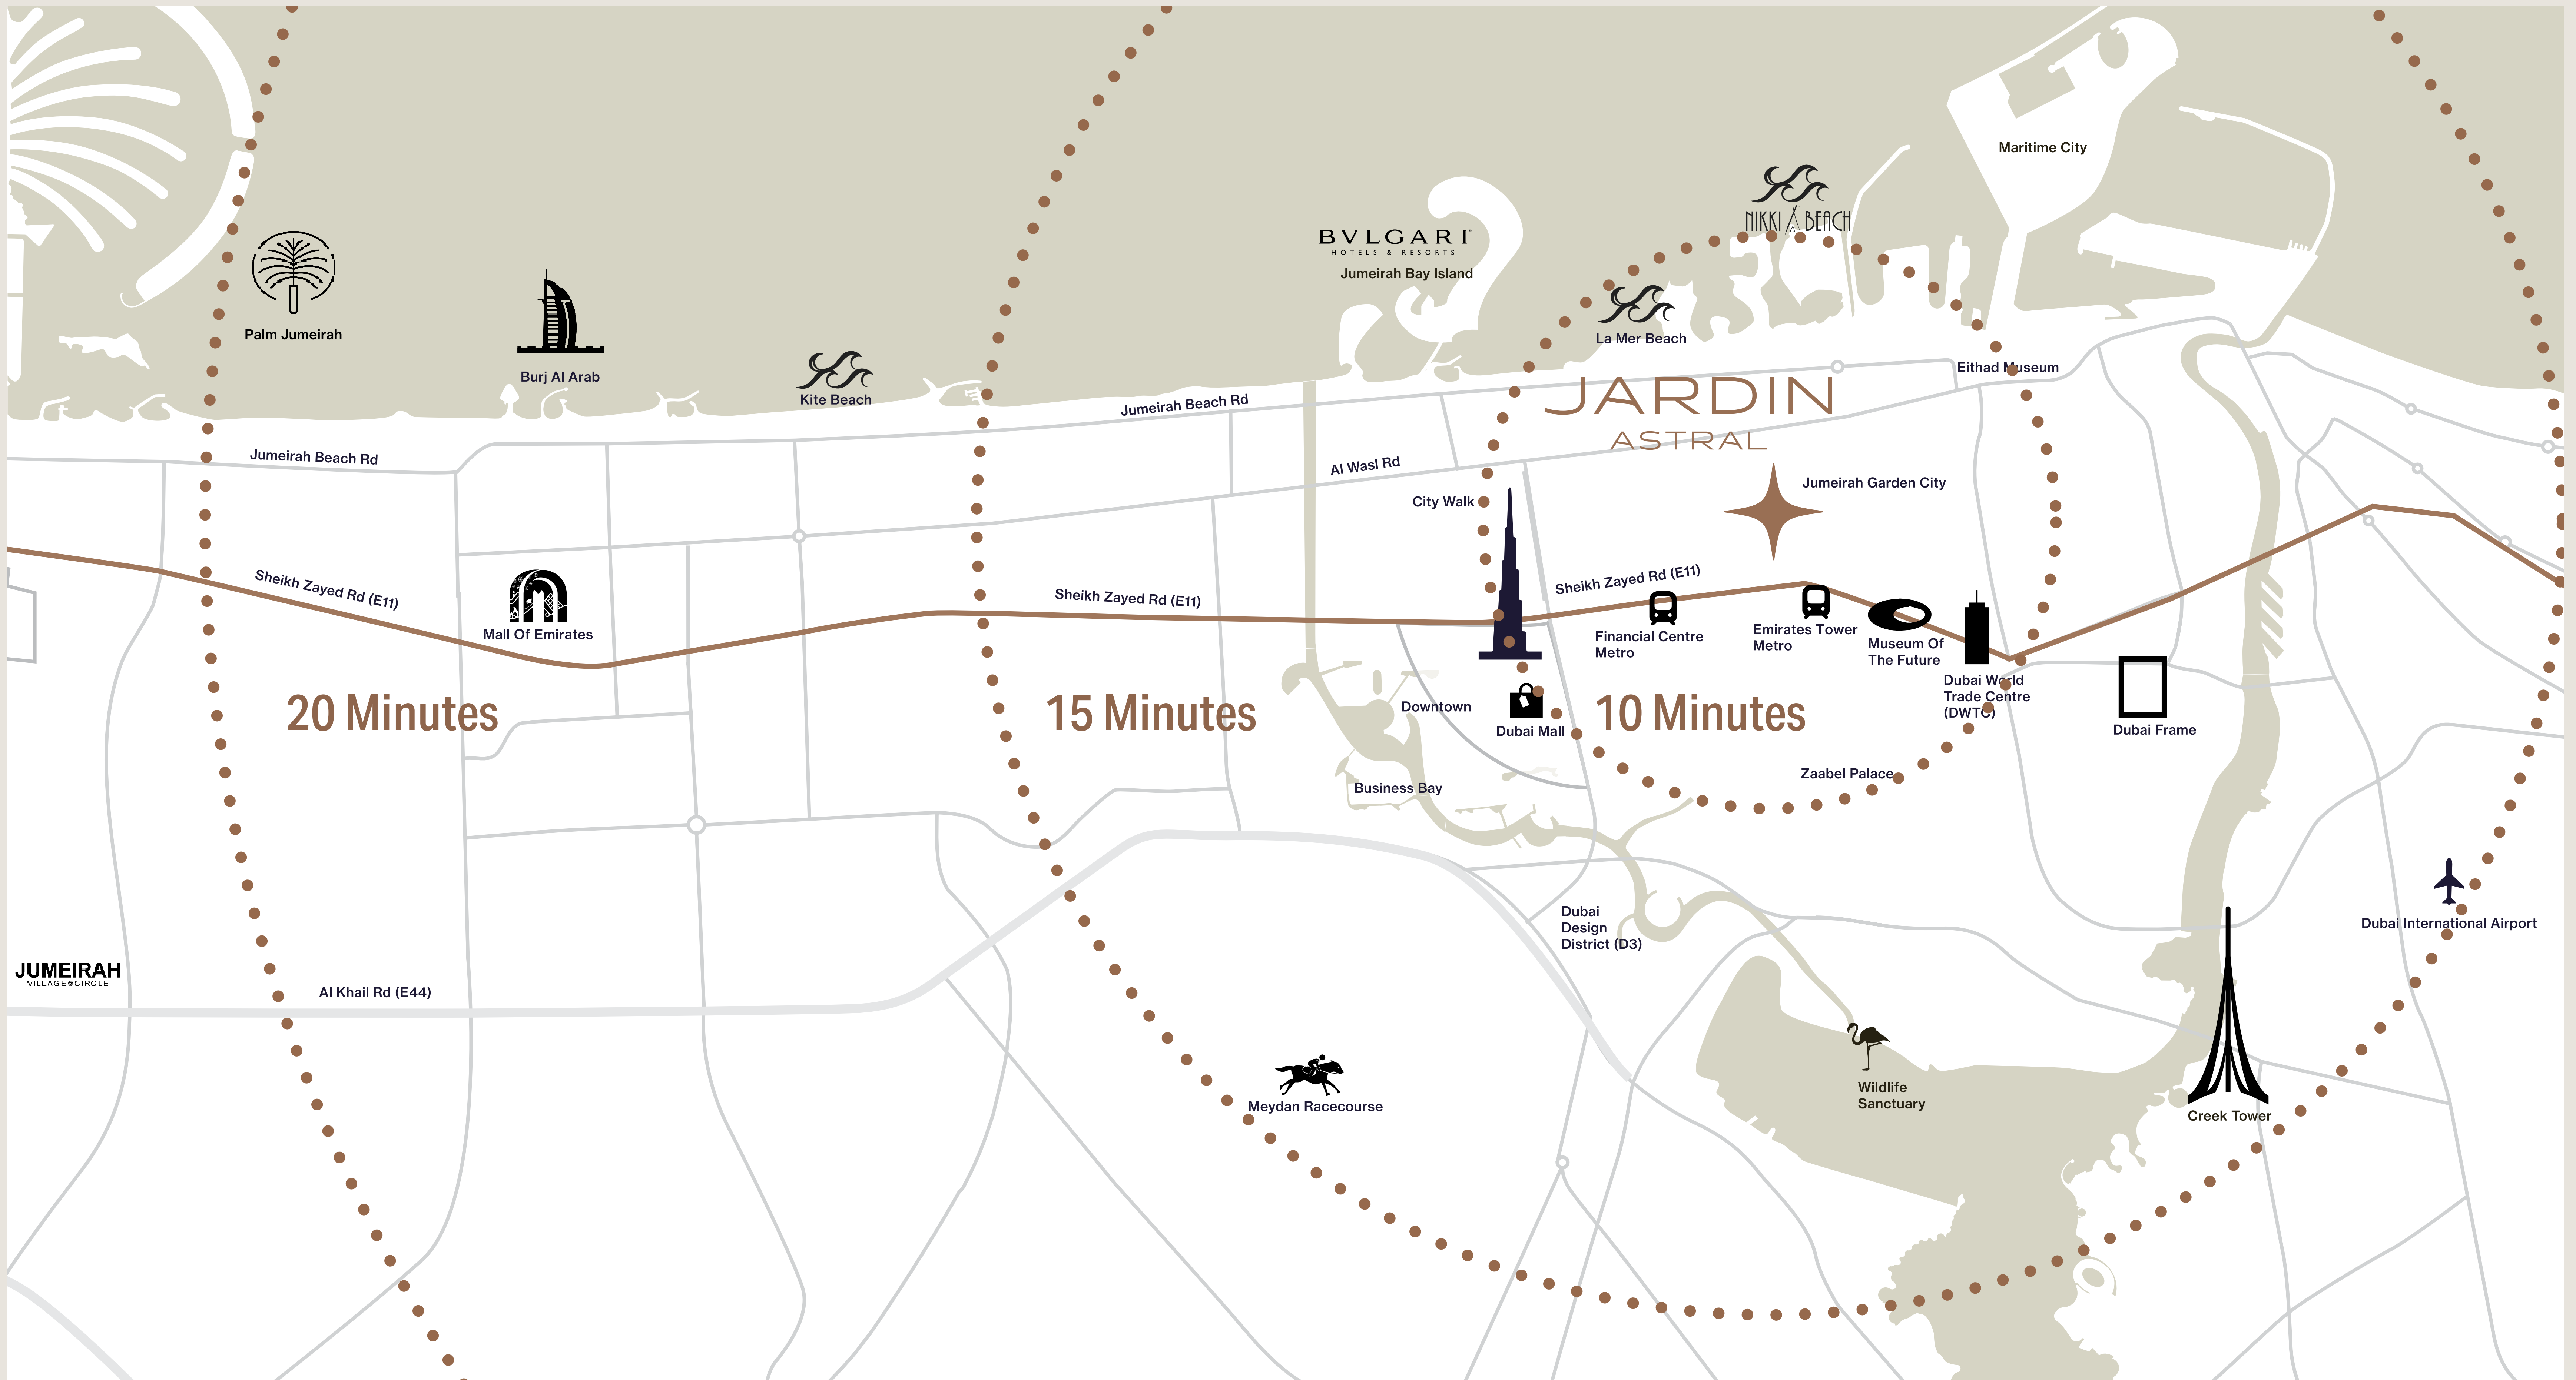 Maritime City
NIKKI BEACH
BVLGARI
HOTELS & RESORTS
Jumeirah Bay Island
Palm Jumeirah
La Mer Beach
Burj Al Arab
Kite Beach
Eithad Museum
Jumeirah Beach Rd
JARDIN
ASTRAL
Jumeirah Beach Rd
Al Wasl Rd
Jumeirah Garden City
City Walk
Sheikh Zayed Rd (E11)
Sheikh Zayed Rd (E11)
Sheikh Zayed Rd (E11)
Mall Of Emirates
Financial Centre
Metro
Emirates Tower
Metro
Museum Of
The Future
Dubai World
Trade Centre
(DWTC)
20 Minutes
15 Minutes
10 Minutes
Downtown
Dubai Mall
Dubai Frame
Zaabel Palace
Business Bay
Dubai
Design
District (D3)
Dubai International Airport
JUMEIRAH
VILLAGE CIRCLE
Al Khail Rd (E44)
Meydan Racecourse
Wildlife
Sanctuary
Creek Tower